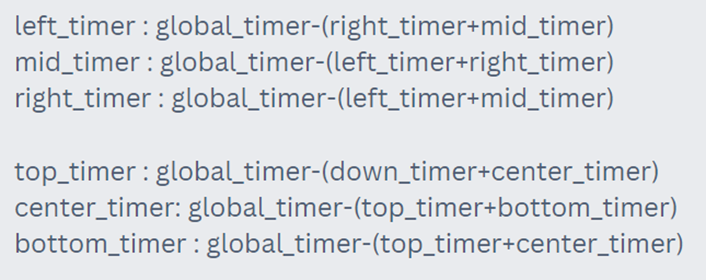 left_timer : global_timer-(right_timer+mid_timer)
mid_timer : global_timer-(left_timer+right_timer)
right_timer : global_timer-(left_timer+mid_timer)
top_timer : global_timer-(down_timer+center_timer)
center_timer: global_timer-(top_timer+bottom_timer)
bottom_timer : global_timer-(top_timer+center_timer)